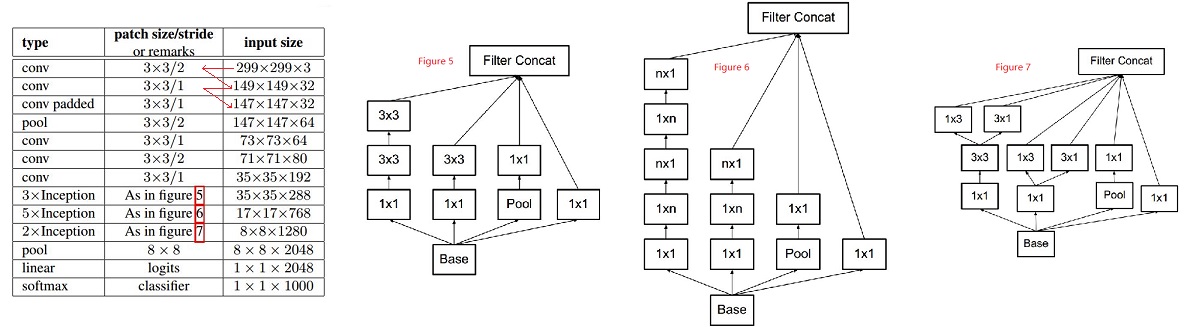 type patch size/stride or remarks input size
conv 3×3/2 299×299×3
conv 3×3/1 149×149×32
conv padded 3×3/1 147×147×32
pool 3×3/2 147×147×64
conv 3×3/1 73×73×64
conv 3×3/2 71×71×80
conv 3×3/1 35×35×192
3×Inception As in figure 5 35×35×288
5×Inception As in figure 6 17×17×768
2×Inception As in figure 7 8×8×1280
pool 8 × 8 8 × 8 × 2048
linear logits 1 × 1 × 2048
softmax classifier 1 × 1 × 1000
Figure 5
Filter Concat
3x3
3x3 3x3 1x1
1x1 1x1 Pool 1x1
Base
Filter Concat
Figure 6
nx1
1xn
nx1 nx1
1xn 1xn 1x1
1x1 1x1 Pool 1x1
Base
Figure 7
Filter Concat
1x3 3x1
3x3 1x3 3x1 1x1
1x1 1x1 Pool 1x1
Base